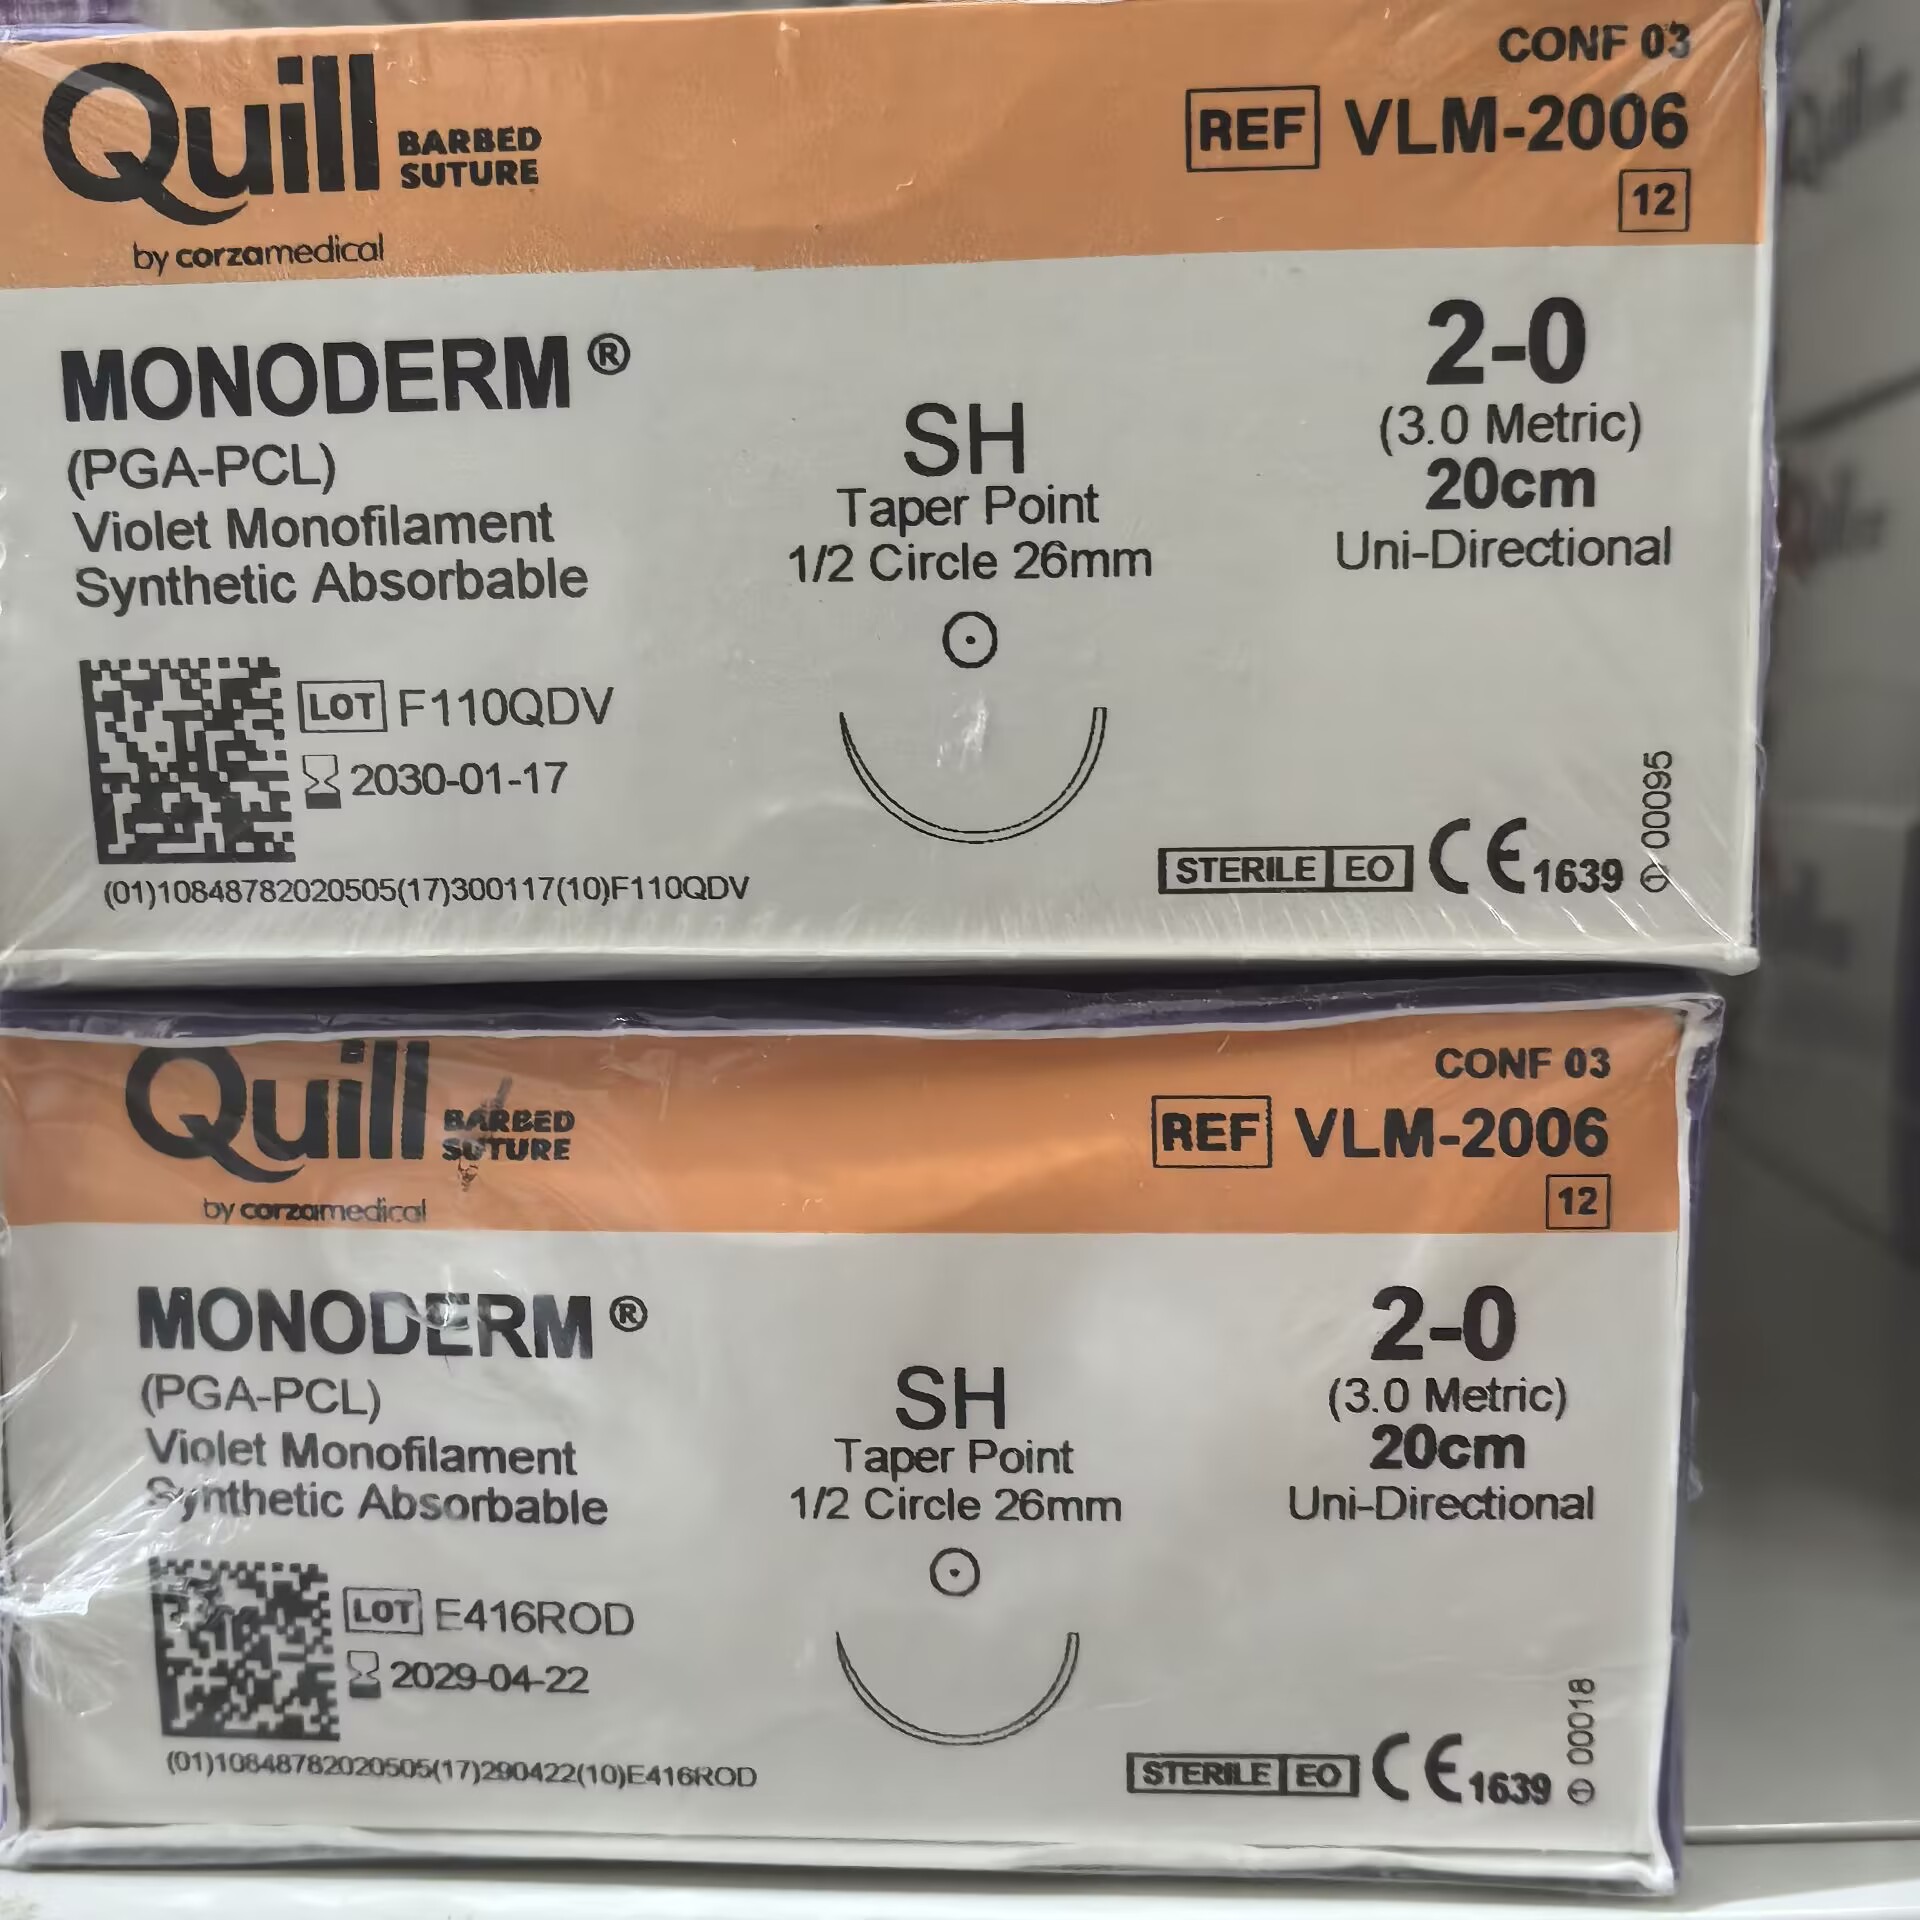 Quill BARBED SUTURE
by corzamedical
CONF 03
REF VLM-2006
12
MONODERM®
(PGA-PCL)
Violet Monofilament
Synthetic Absorbable
SH
Taper Point
1/2 Circle 26mm
2-0
(3.0 Metric)
20cm
Uni-Directional
LOT F110QDV
2030-01-17
(01)10848782020505(17)300117(10)F110QDV
STERILE EO CE 1639
00095
Quill BARBED SUTURE
by corzamedical
CONF 03
REF VLM-2006
12
MONODERM®
(PGA-PCL)
Violet Monofilament
Synthetic Absorbable
SH
Taper Point
1/2 Circle 26mm
2-0
(3.0 Metric)
20cm
Uni-Directional
LOT E416ROD
2029-04-22
(01)10848782020505(17)290422(10)E416ROD
STERILE EO CE 1639
00018